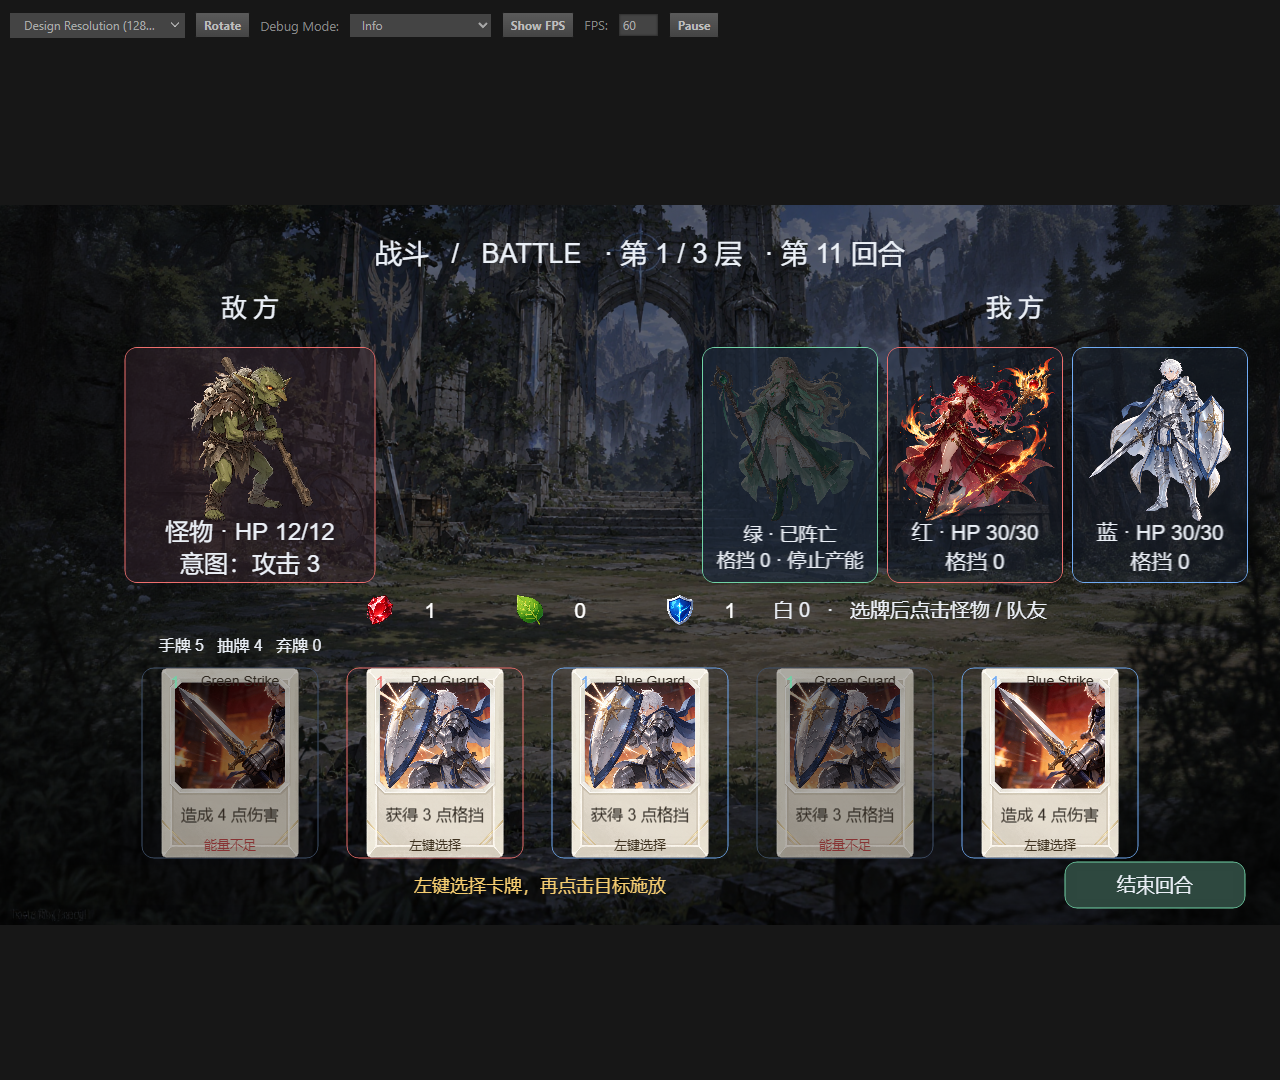 Design Resolution (128... Rotate Debug Mode: Info Show FPS FPS: 60 Pause
战斗 / BATTLE · 第 1 / 3 层 · 第 11 回合
敌 方
我 方
怪物 · HP 12/12
意图：攻击 3
绿 · 已阵亡
格挡 0 · 停止产能
红 · HP 30/30
格挡 0
蓝 · HP 30/30
格挡 0
1 0 1 白 0 · 选牌后点击怪物 / 队友
手牌 5 抽牌 4 弃牌 0
1 Green Strike
造成 4 点伤害
能量不足
1 Red Guard
获得 3 点格挡
左键选择
1 Blue Guard
获得 3 点格挡
左键选择
1 Green Guard
获得 3 点格挡
能量不足
1 Blue Strike
造成 4 点伤害
左键选择
左键选择卡牌，再点击目标施放
结束回合